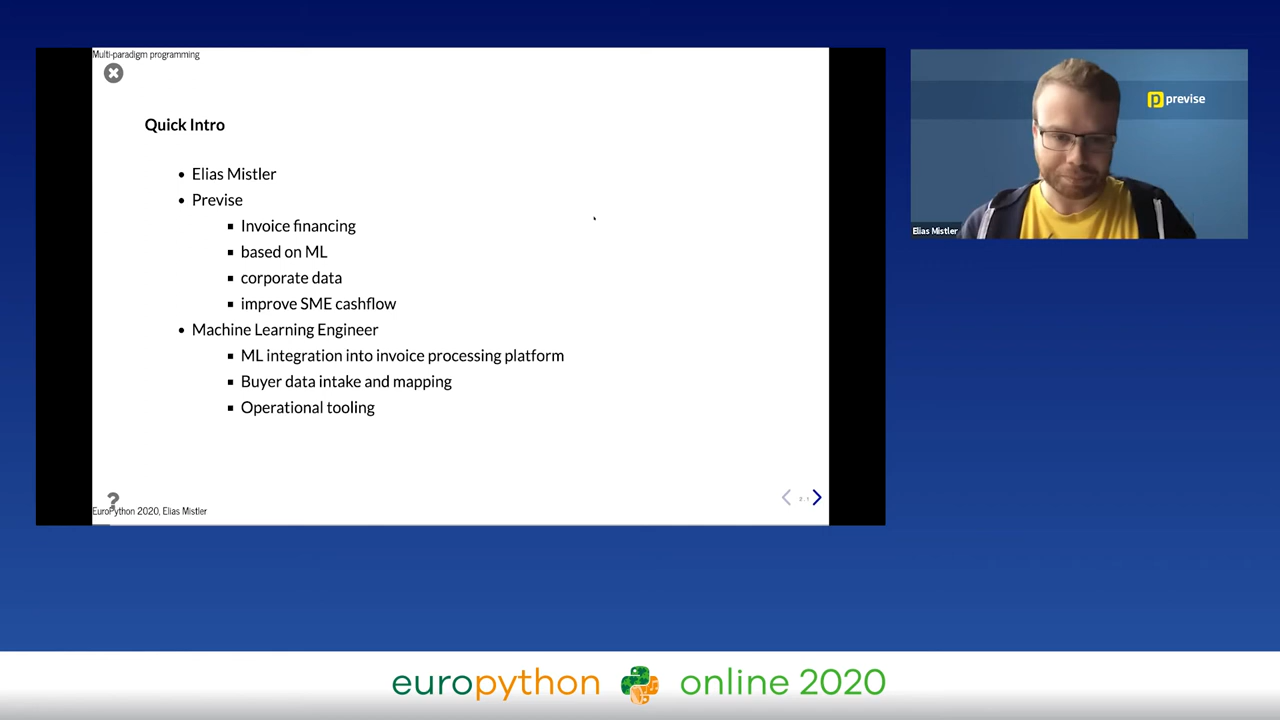 Multi-paradigm programming
Quick Intro
Elias Mistler
Previse
Invoice financing
based on ML
corporate data
improve SME cashflow
Machine Learning Engineer
ML integration into invoice processing platform
Buyer data intake and mapping
Operational tooling
?
EuroPython 2020, Elias Mistler
2.1
previse
Elias Mistler
europython online 2020